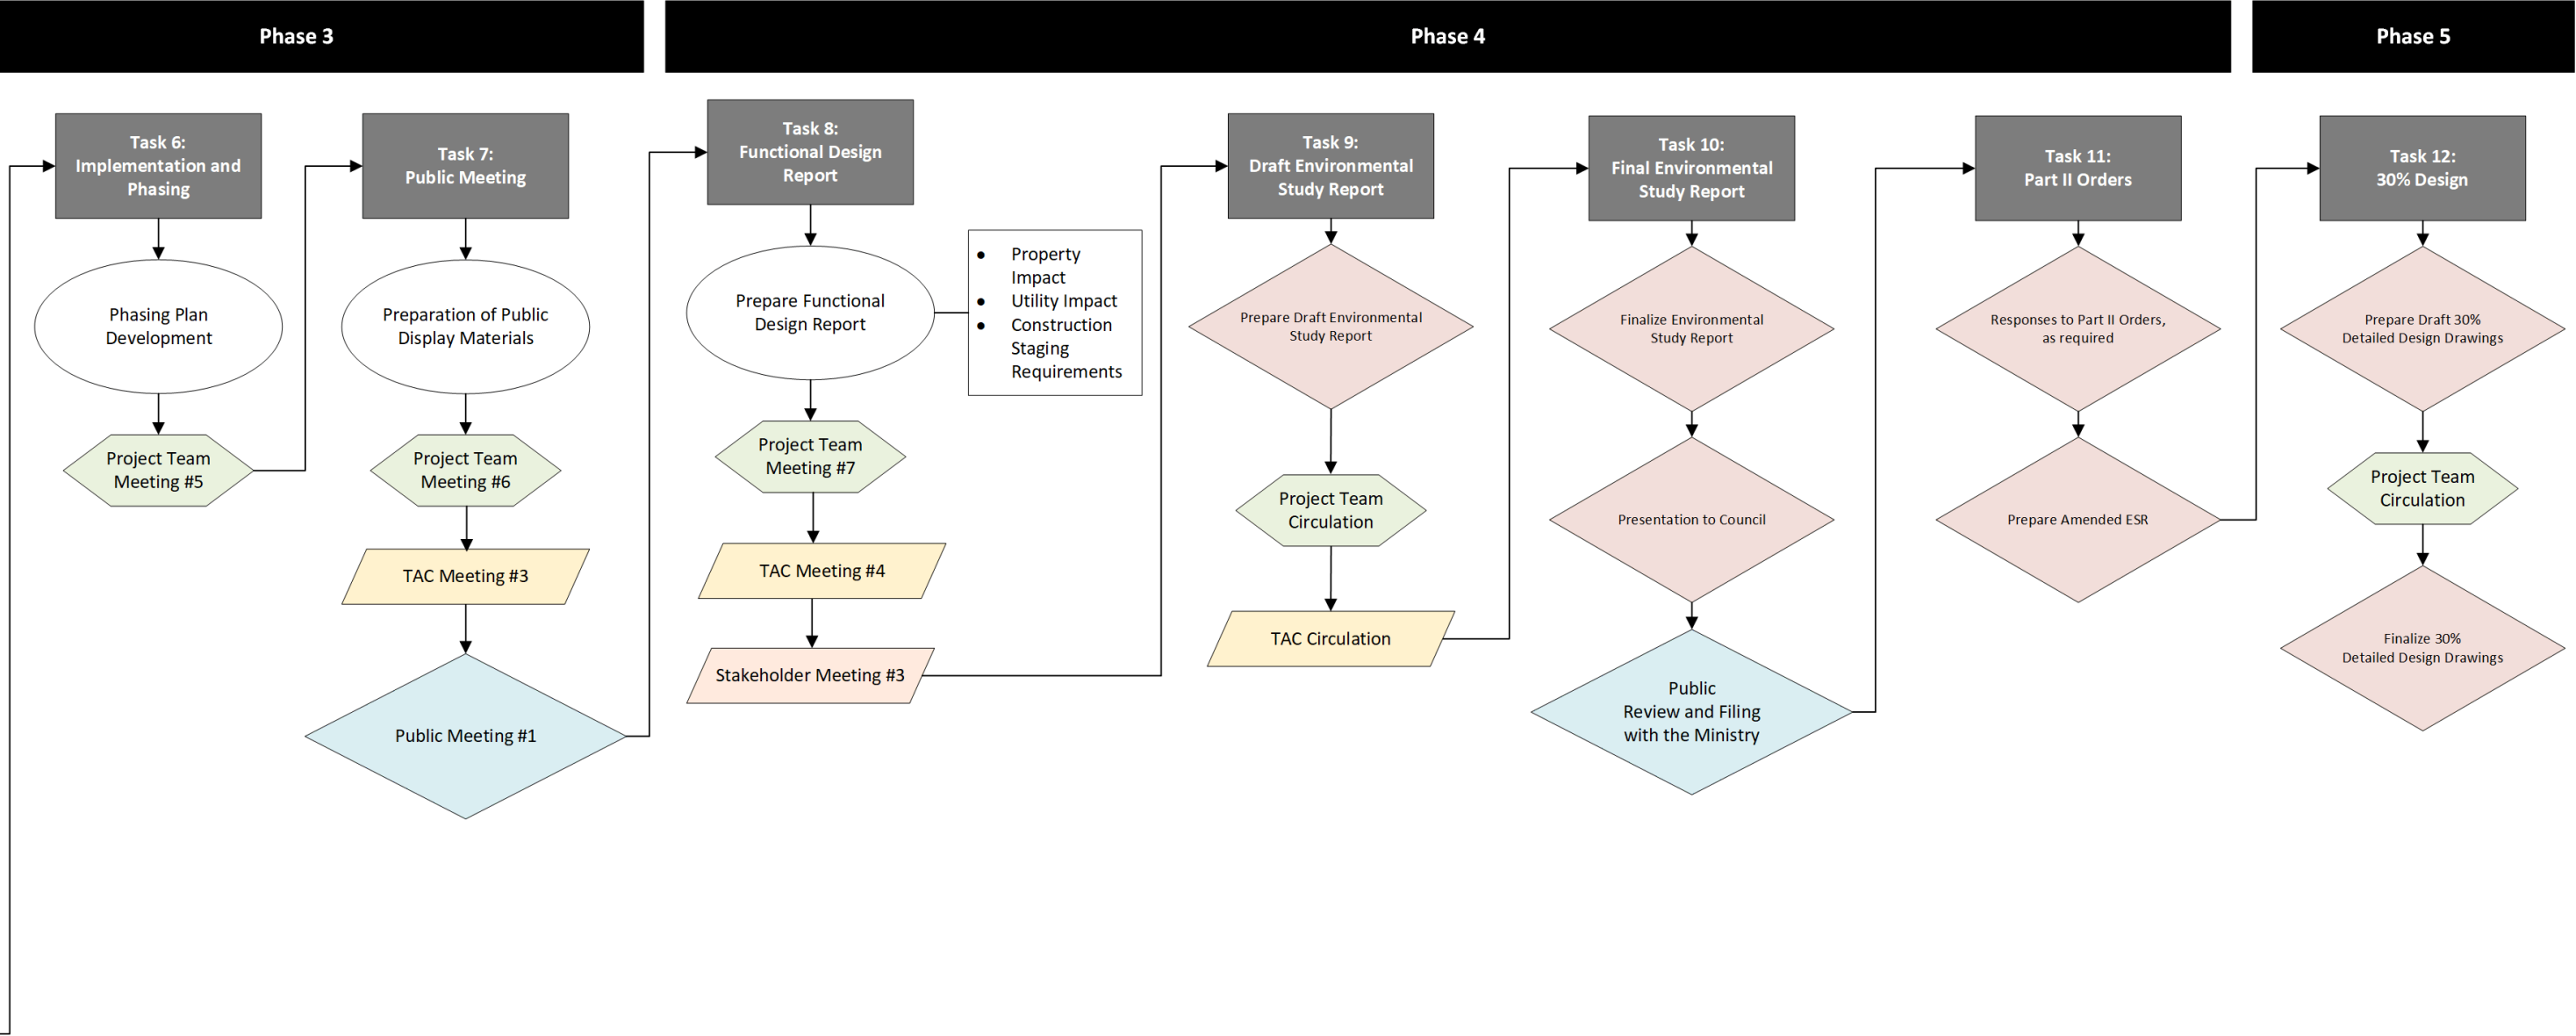 Phase 3
Phase 4
Phase 5
Task 6:
Implementation and
Phasing
Phasing Plan
Development
Project Team
Meeting #5
Task 7:
Public Meeting
Preparation of Public
Display Materials
Project Team
Meeting #6
TAC Meeting #3
Public Meeting #1
Task 8:
Functional Design
Report
Prepare Functional
Design Report
● Property
Impact
● Utility Impact
● Construction
Staging
Requirements
Project Team
Meeting #7
TAC Meeting #4
Stakeholder Meeting #3
Task 9:
Draft Environmental
Study Report
Prepare Draft Environmental
Study Report
Project Team
Circulation
TAC Circulation
Task 10:
Final Environmental
Study Report
Finalize Environmental
Study Report
Presentation to Council
Public
Review and Filing
with the Ministry
Task 11:
Part II Orders
Responses to Part II Orders,
as required
Prepare Amended ESR
Task 12:
30% Design
Prepare Draft 30%
Detailed Design Drawings
Project Team
Circulation
Finalize 30%
Detailed Design Drawings